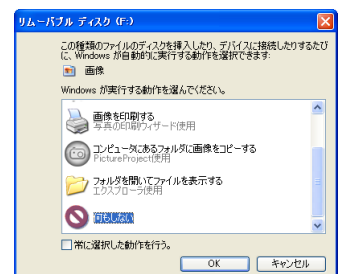 リムーバブル ディスク (F:)
この種類のファイルのディスクを挿入したり、デバイスに接続したりするたび
に、Windows が自動的に実行する動作を選択できます:
画像
Windows が実行する動作を選んでください。
画像を印刷する
写真の印刷ウィザード使用
コンピュータにあるフォルダに画像をコピーする
PictureProject使用
フォルダを開いてファイルを表示する
エクスプローラ使用
何もしない
常に選択した動作を行う。
OK
キャンセル